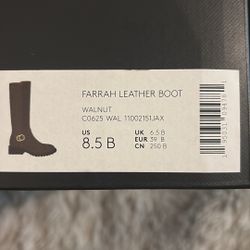 FARRAH LEATHER BOOT
WALNUT
C0625 WAL 11002151JAX
US UK 6.5 B
8.5 B EUR 39 B
CN 250 B